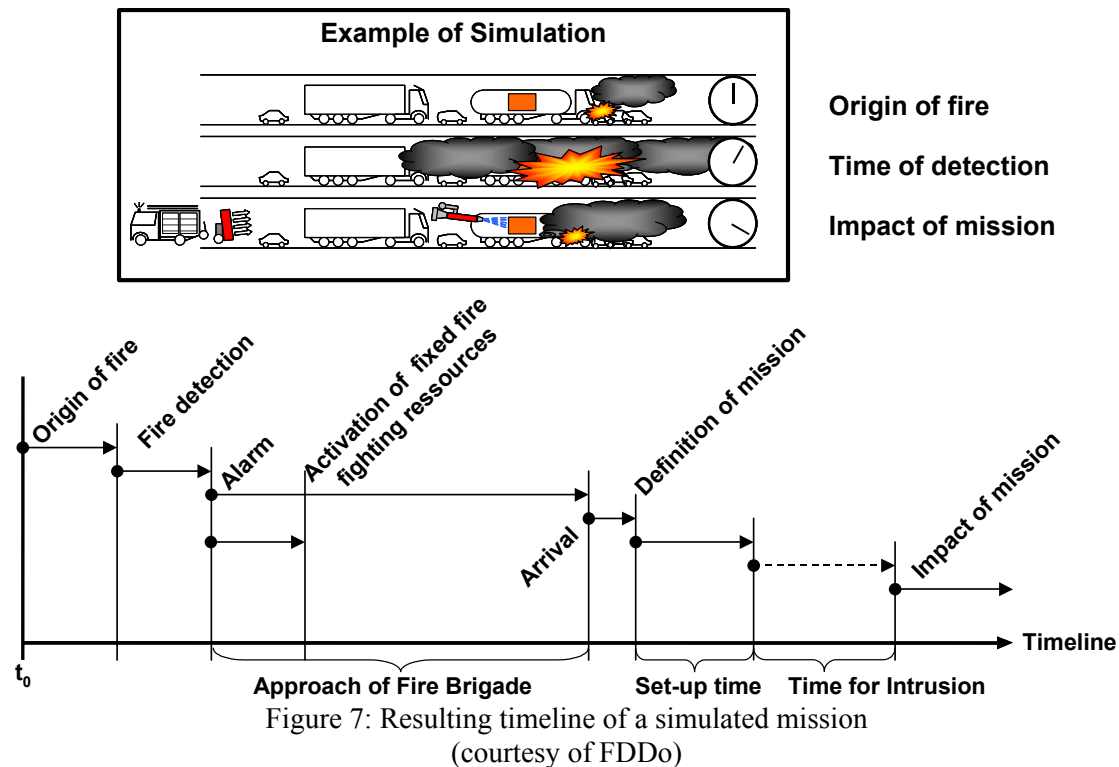 Example of Simulation
Origin of fire
Time of detection
Impact of mission
Origin of fire
Fire detection
Alarm
Activation of fixed fire
fighting ressources
Arrival
Definition of mission
Impact of mission
Timeline
t0
Approach of Fire Brigade
Set-up time
Time for Intrusion
Figure 7: Resulting timeline of a simulated mission
(courtesy of FDDo)